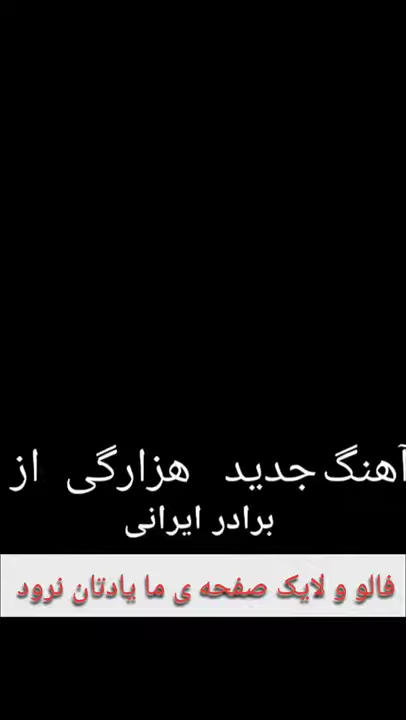 آهنگ جدید هزارگی از
برادر ایرانی
فالو و لایک صفحه ی ما یادتان نرود